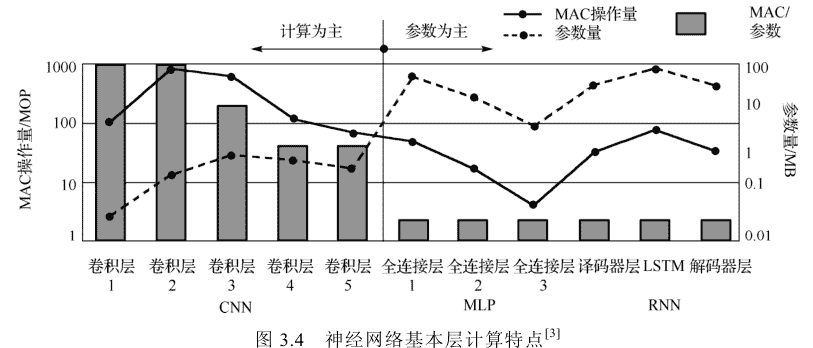 计算为主
参数为主
MAC操作量
参数量
MAC/
参数
MAC操作量/MOP
1000
100
10
1
100
10
1
0.1
0.01
参数量/MB
卷积层 卷积层 卷积层 卷积层 卷积层 全连接层 全连接层 全连接层 译码器层 LSTM 解码器层
1 2 3 4 5 1 2 3
CNN MLP RNN
图 3.4 神经网络基本层计算特点[3]